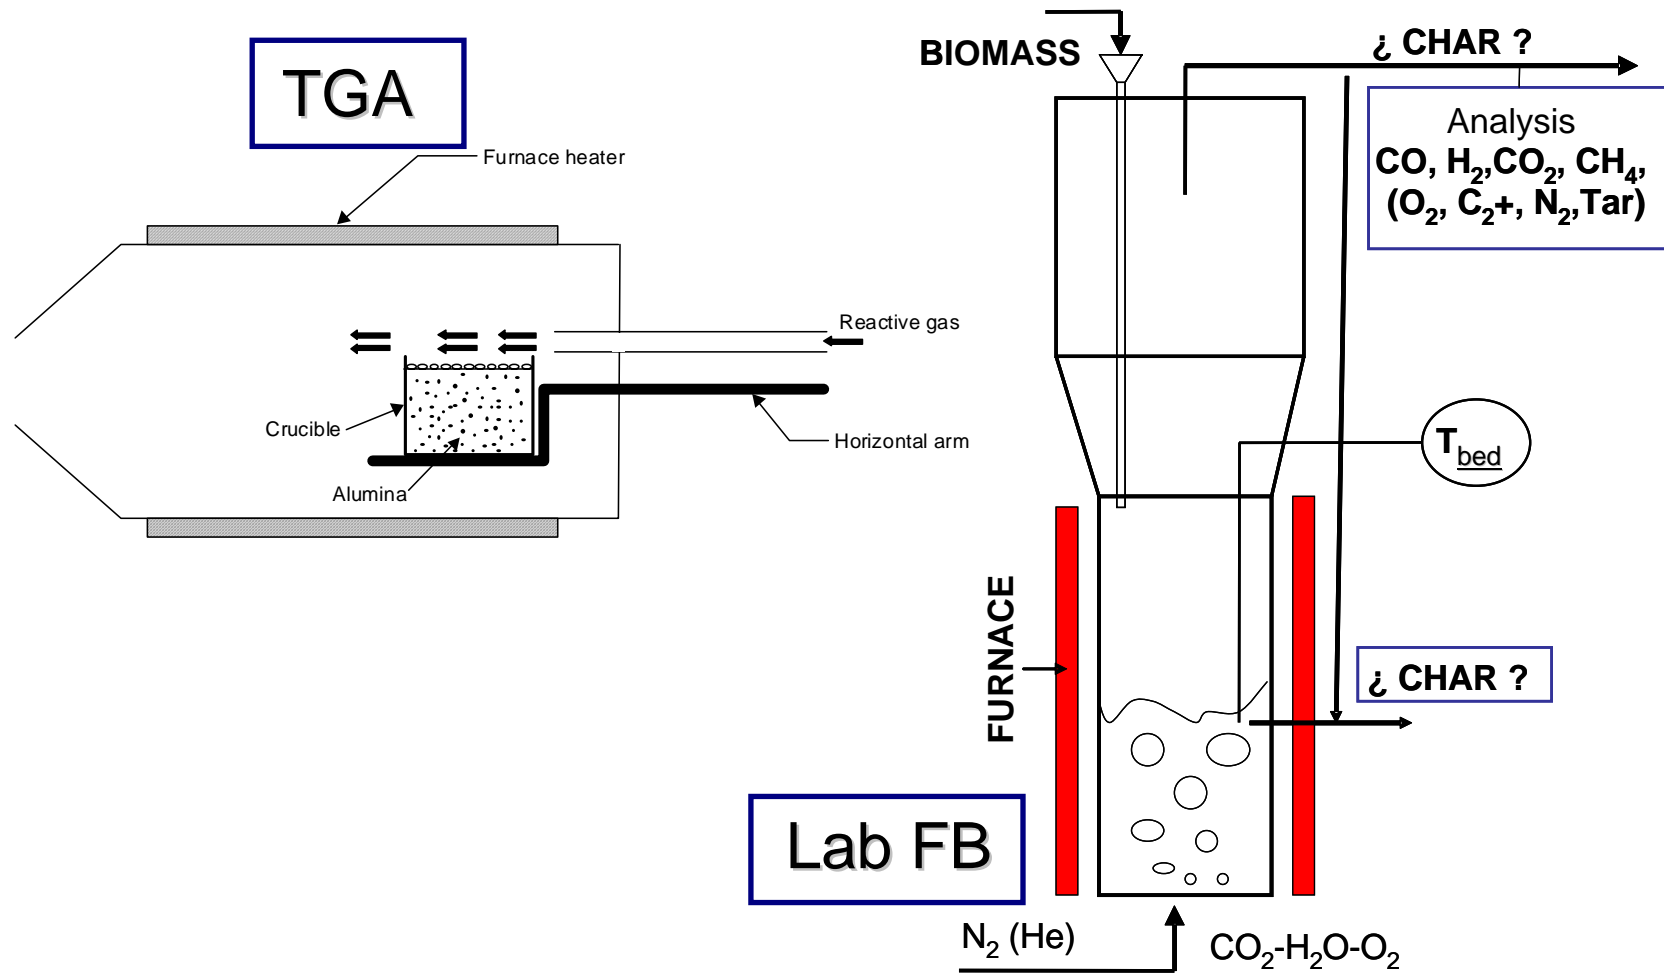 TGA
Furnace heater
Reactive gas
Crucible
Horizontal arm
Alumina
BIOMASS
¿ CHAR ?
Analysis
CO, H₂,CO₂, CH₄,
(O₂, C₂+, N₂,Tar)
T_bed
FURNACE
¿ CHAR ?
Lab FB
N₂ (He)
CO₂-H₂O-O₂